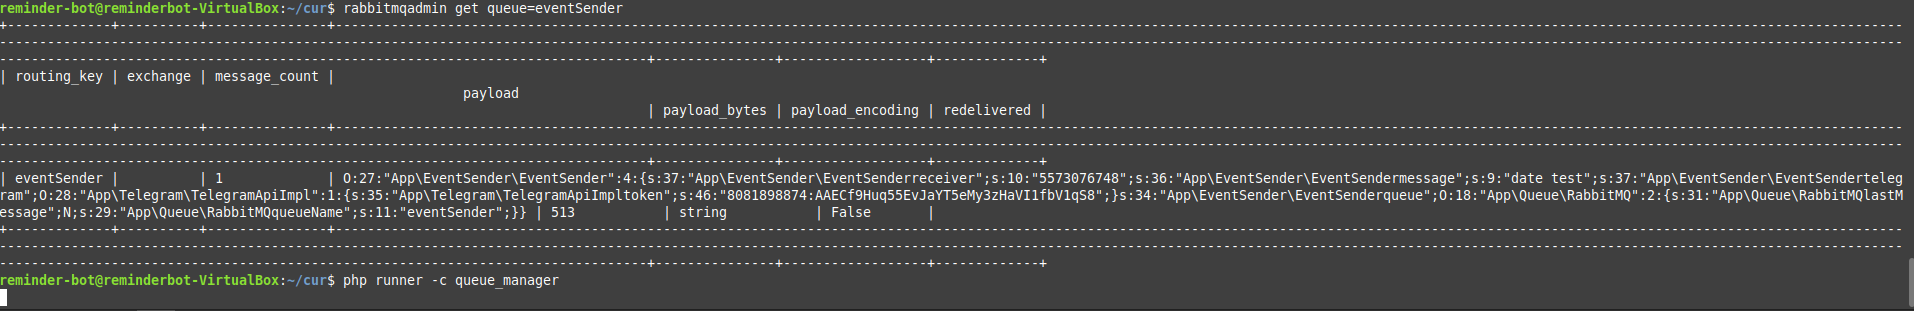 reminder-bot@reminderbot-VirtualBox:~/cur$ rabbitmqadmin get queue=eventSender
| routing_key | exchange | message_count |
payload
| payload_bytes | payload_encoding | redelivered |
| eventSender |          | 1             | O:27:"App\EventSender\EventSender":4:{s:37:"App\EventSender\EventSenderreceiver";s:10:"5573076748";s:36:"App\EventSender\EventSendermessage";s:9:"date test";s:37:"App\EventSender\EventSenderteleg
ram";O:28:"App\Telegram\TelegramApiImpl":1:{s:35:"App\Telegram\TelegramApiImpltoken";s:46:"8081898874:AAECf9Huq55EvJaYT5eMy3zHaVI1fbV1qS8";}s:34:"App\EventSender\EventSenderqueue";O:18:"App\Queue\RabbitMQ":2:{s:31:"App\Queue\RabbitMQlastM
essage";N;s:29:"App\Queue\RabbitMQqueueName";s:11:"eventSender";}} | 513           | string           | False       |
reminder-bot@reminderbot-VirtualBox:~/cur$ php runner -c queue_manager